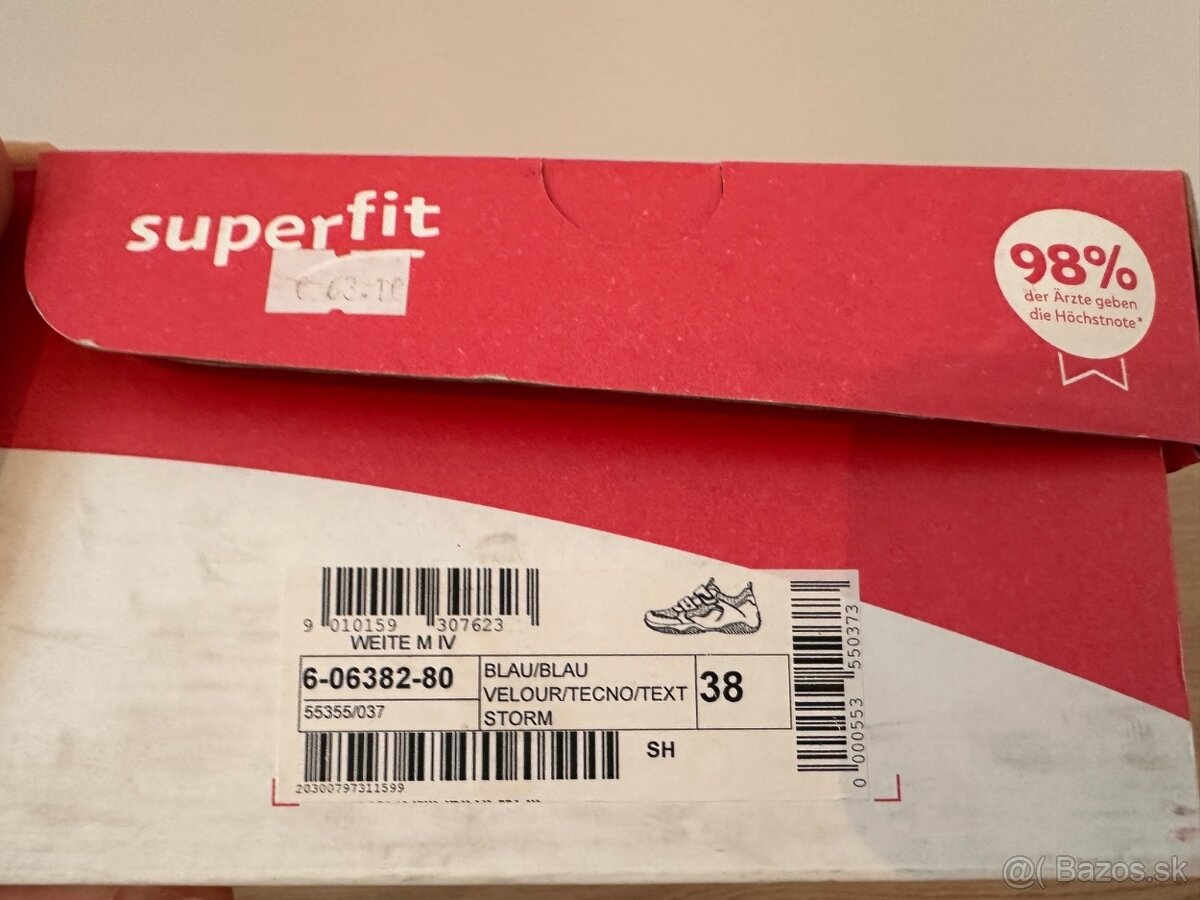 superfit
98%
der Ärzte geben
die Höchstnote*
9 010159 307623
WEITE M IV
6-06382-80
55355/037
BLAU/BLAU
VELOUR/TECNO/TEXT
STORM
38
SH
20300797311599
0 000553 550373
@( Bazos.sk